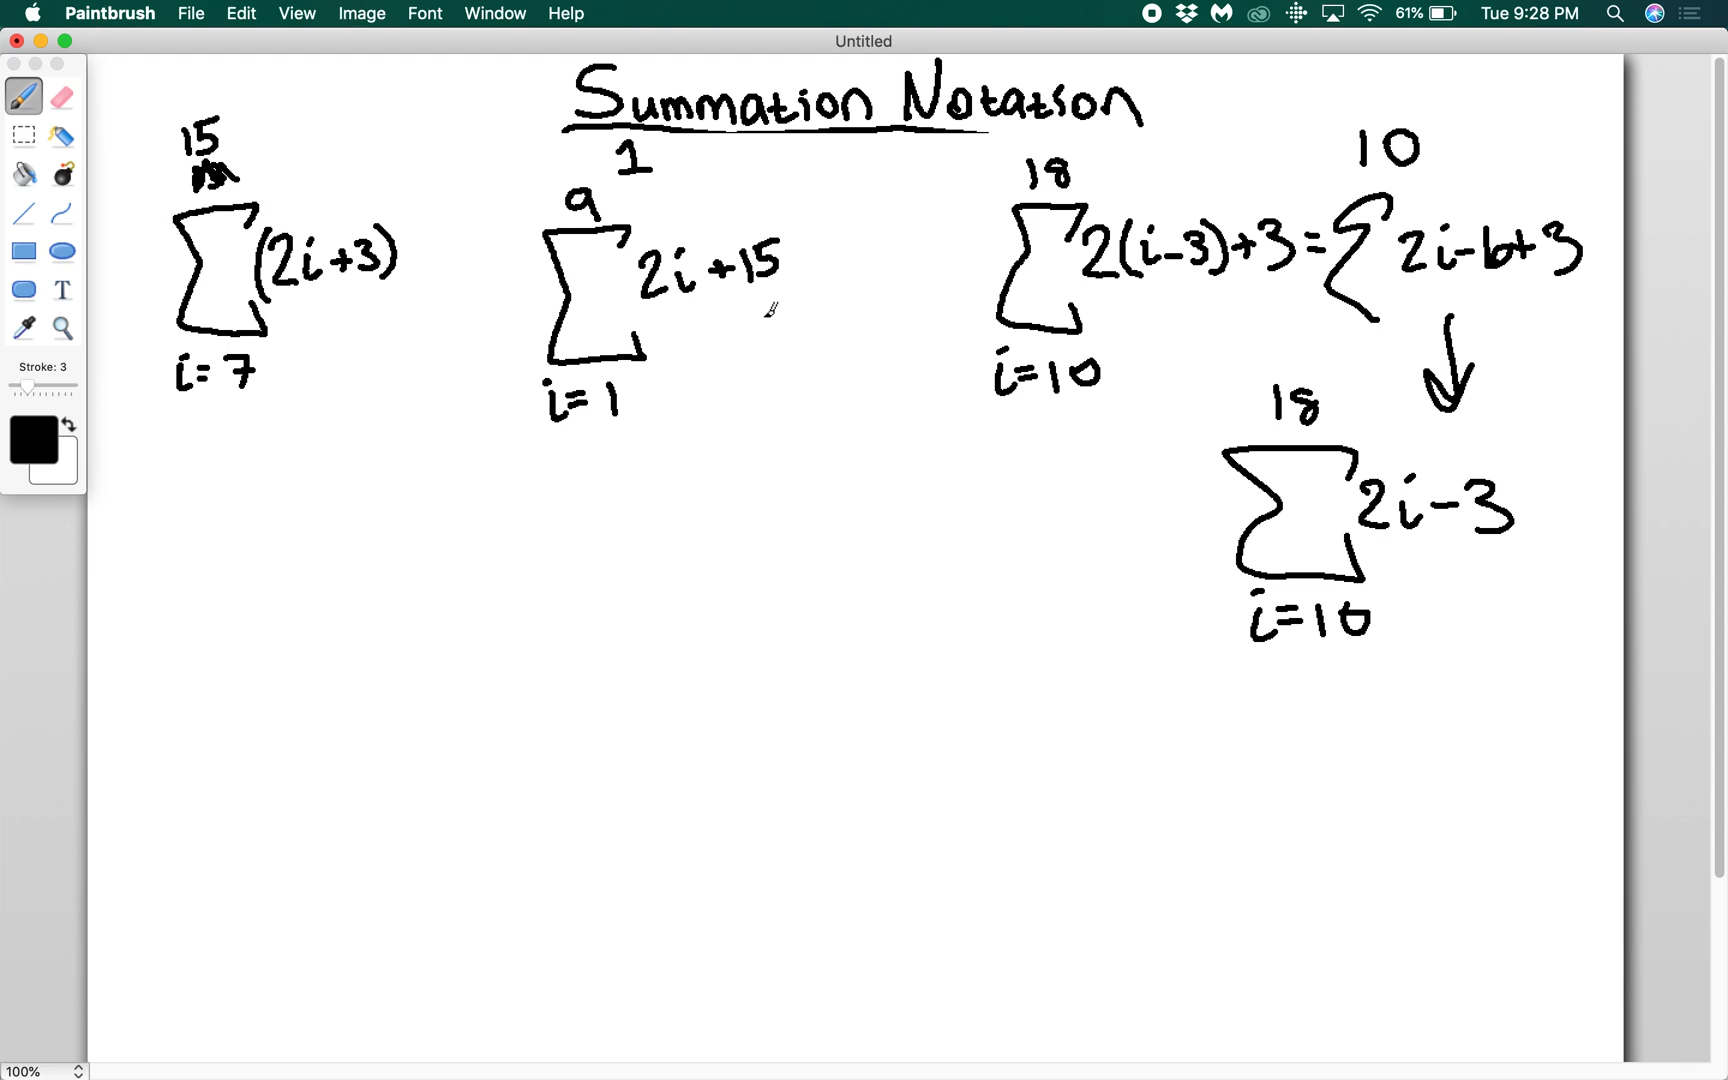 Paintbrush File Edit View Image Font Window Help 61% Tue 9:28 PM
Untitled
Summation Notation
15
1
9
18
10
Σ(2i+3)
Σ2i+15
Σ2(i-3)+3=Σ2i-6+3
i=7
i=1
i=10
18
Σ2i-3
i=10
T
Stroke: 3
100%